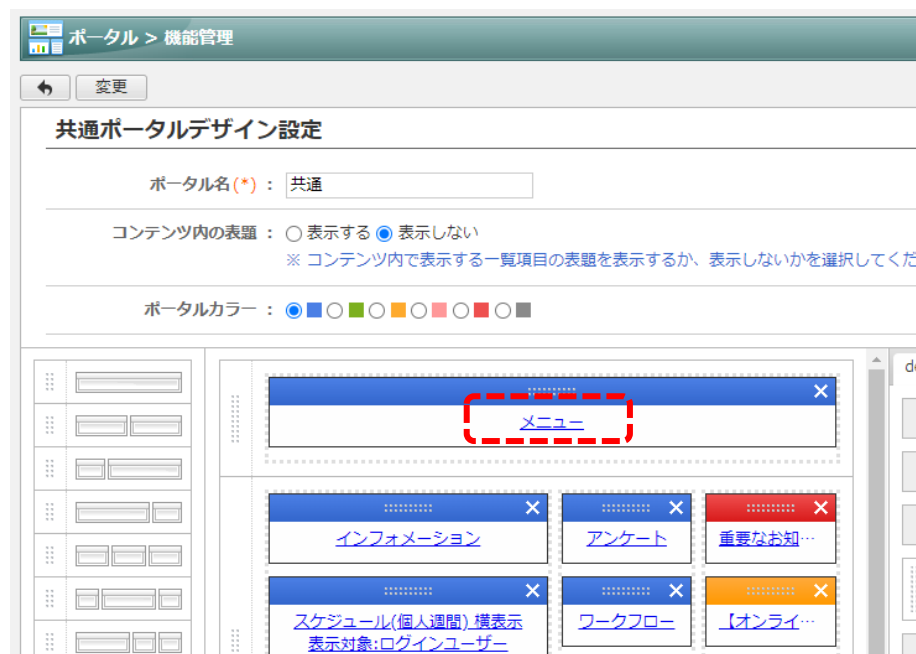 ポータル > 機能管理
変更
共通ポータルデザイン設定
ポータル名(*) : 共通
コンテンツ内の表題 : 表示する 表示しない
※ コンテンツ内で表示する一覧項目の表題を表示するか、表示しないかを選択してくだ
ポータルカラー :
メニュー
インフォメーション アンケート 重要なお知…
スケジュール(個人週間) 横表示
表示対象:ログインユーザー
ワークフロー 【オンライ…